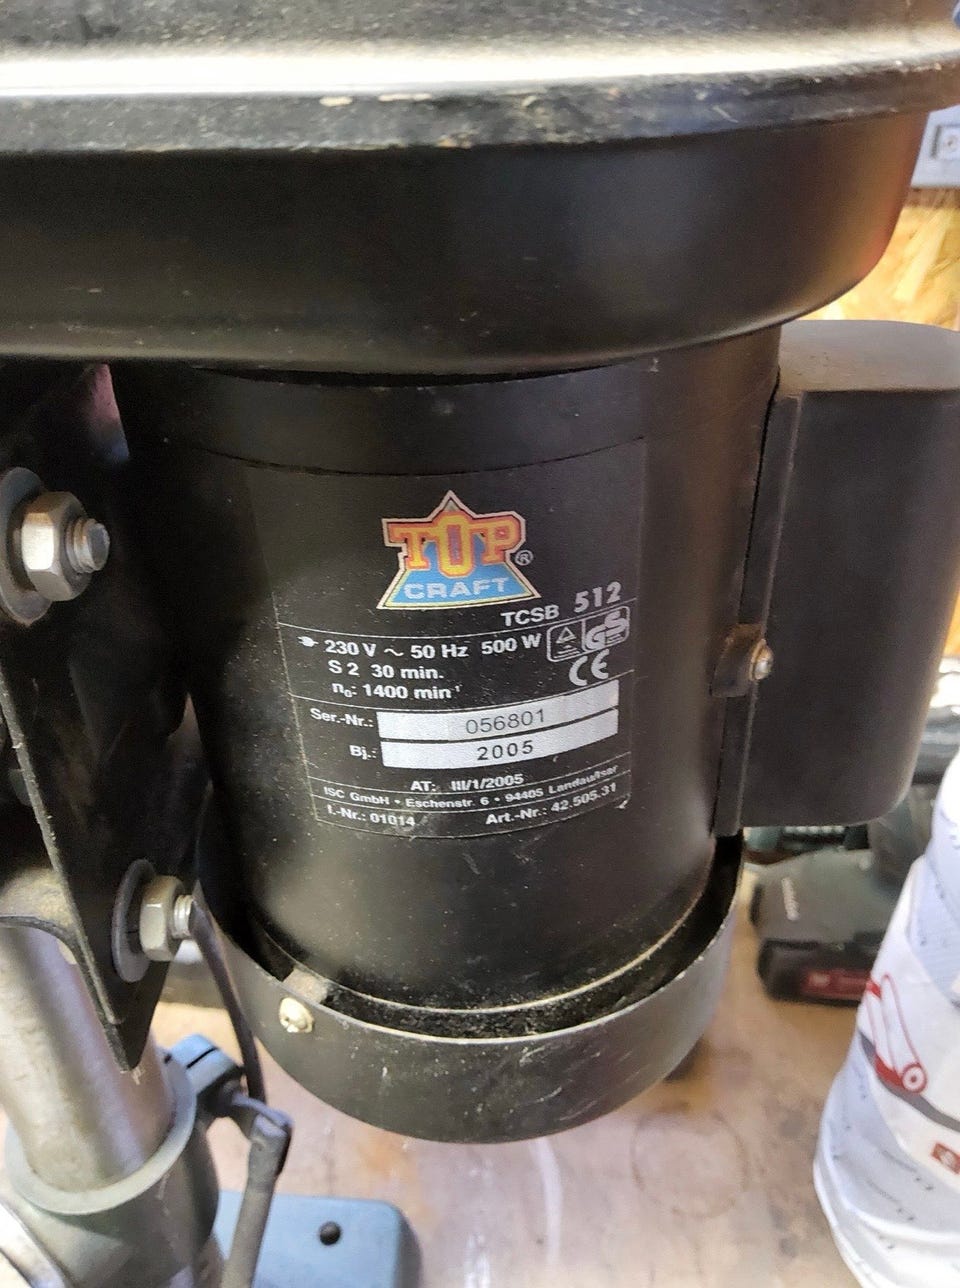 TOP
CRAFT
®
TCSB 512
230 V ~ 50 Hz 500 W
GS
S 2 30 min.
CE
n₀: 1400 min⁻¹
Ser.-Nr.: 056801
Bj.: 2005
AT: III/1/2005
ISC GmbH • Eschenstr. 6 • 94405 Landau/Isar
I.-Nr.: 01014 Art.-Nr.: 42.505.31